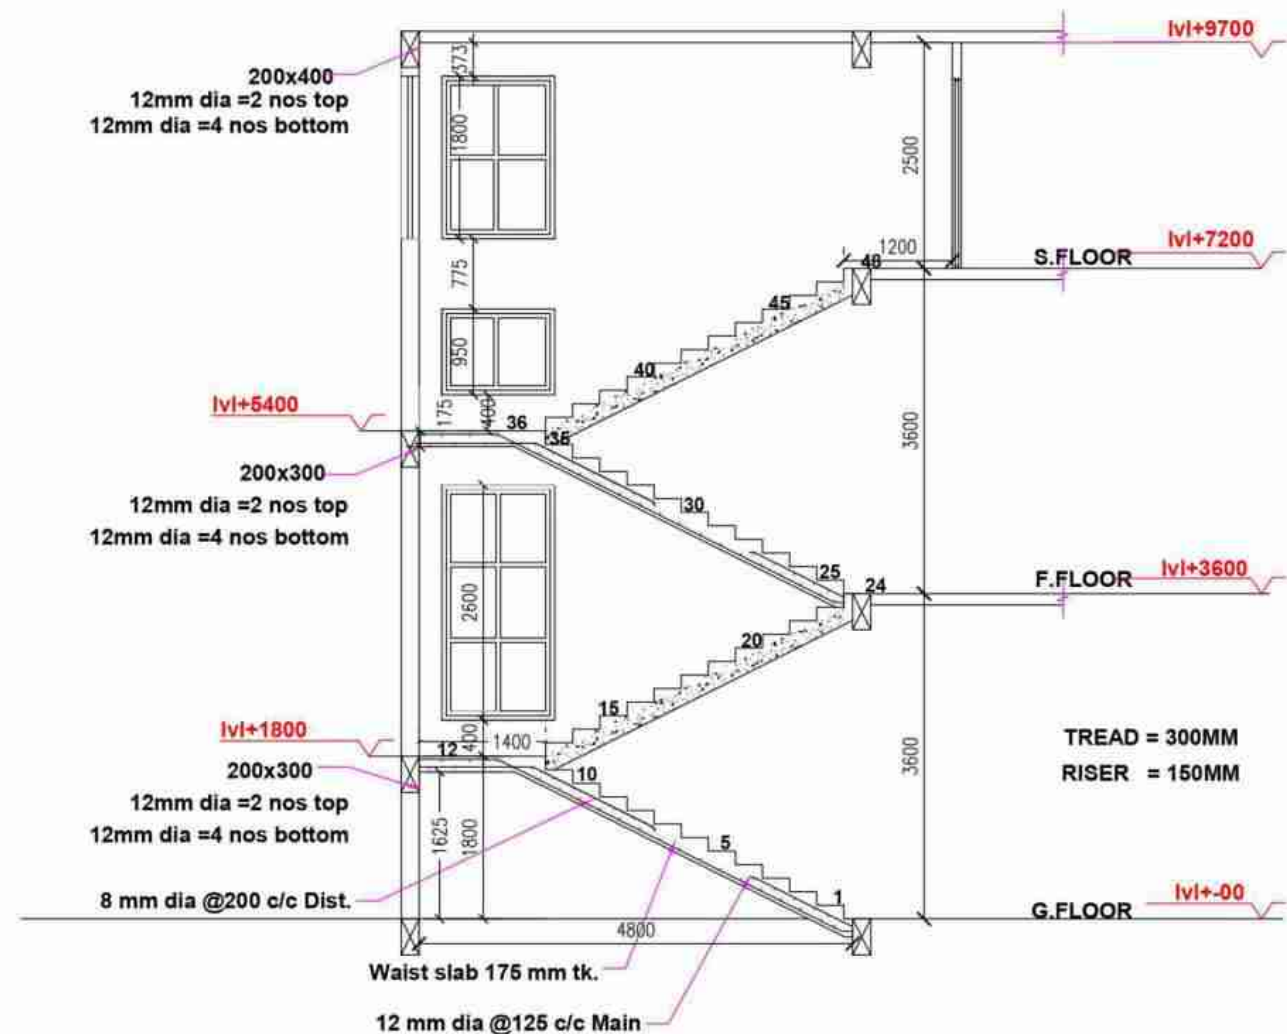 lvl+9700
200x400
12mm dia =2 nos top
12mm dia =4 nos bottom
373
1800
2500
1200
lvl+7200
S.FLOOR
48
775
45
950
40
lvl+5400
175
400
36
35
3600
200x300
12mm dia =2 nos top
12mm dia =4 nos bottom
30
2600
25
24
F.FLOOR
lvl+3600
20
15
lvl+1800
400
1400
12
3600
TREAD = 300MM
RISER = 150MM
200x300
12mm dia =2 nos top
12mm dia =4 nos bottom
10
1625
1800
5
8 mm dia @200 c/c Dist.
1
lvl+-00
G.FLOOR
4800
Waist slab 175 mm tk.
12 mm dia @125 c/c Main